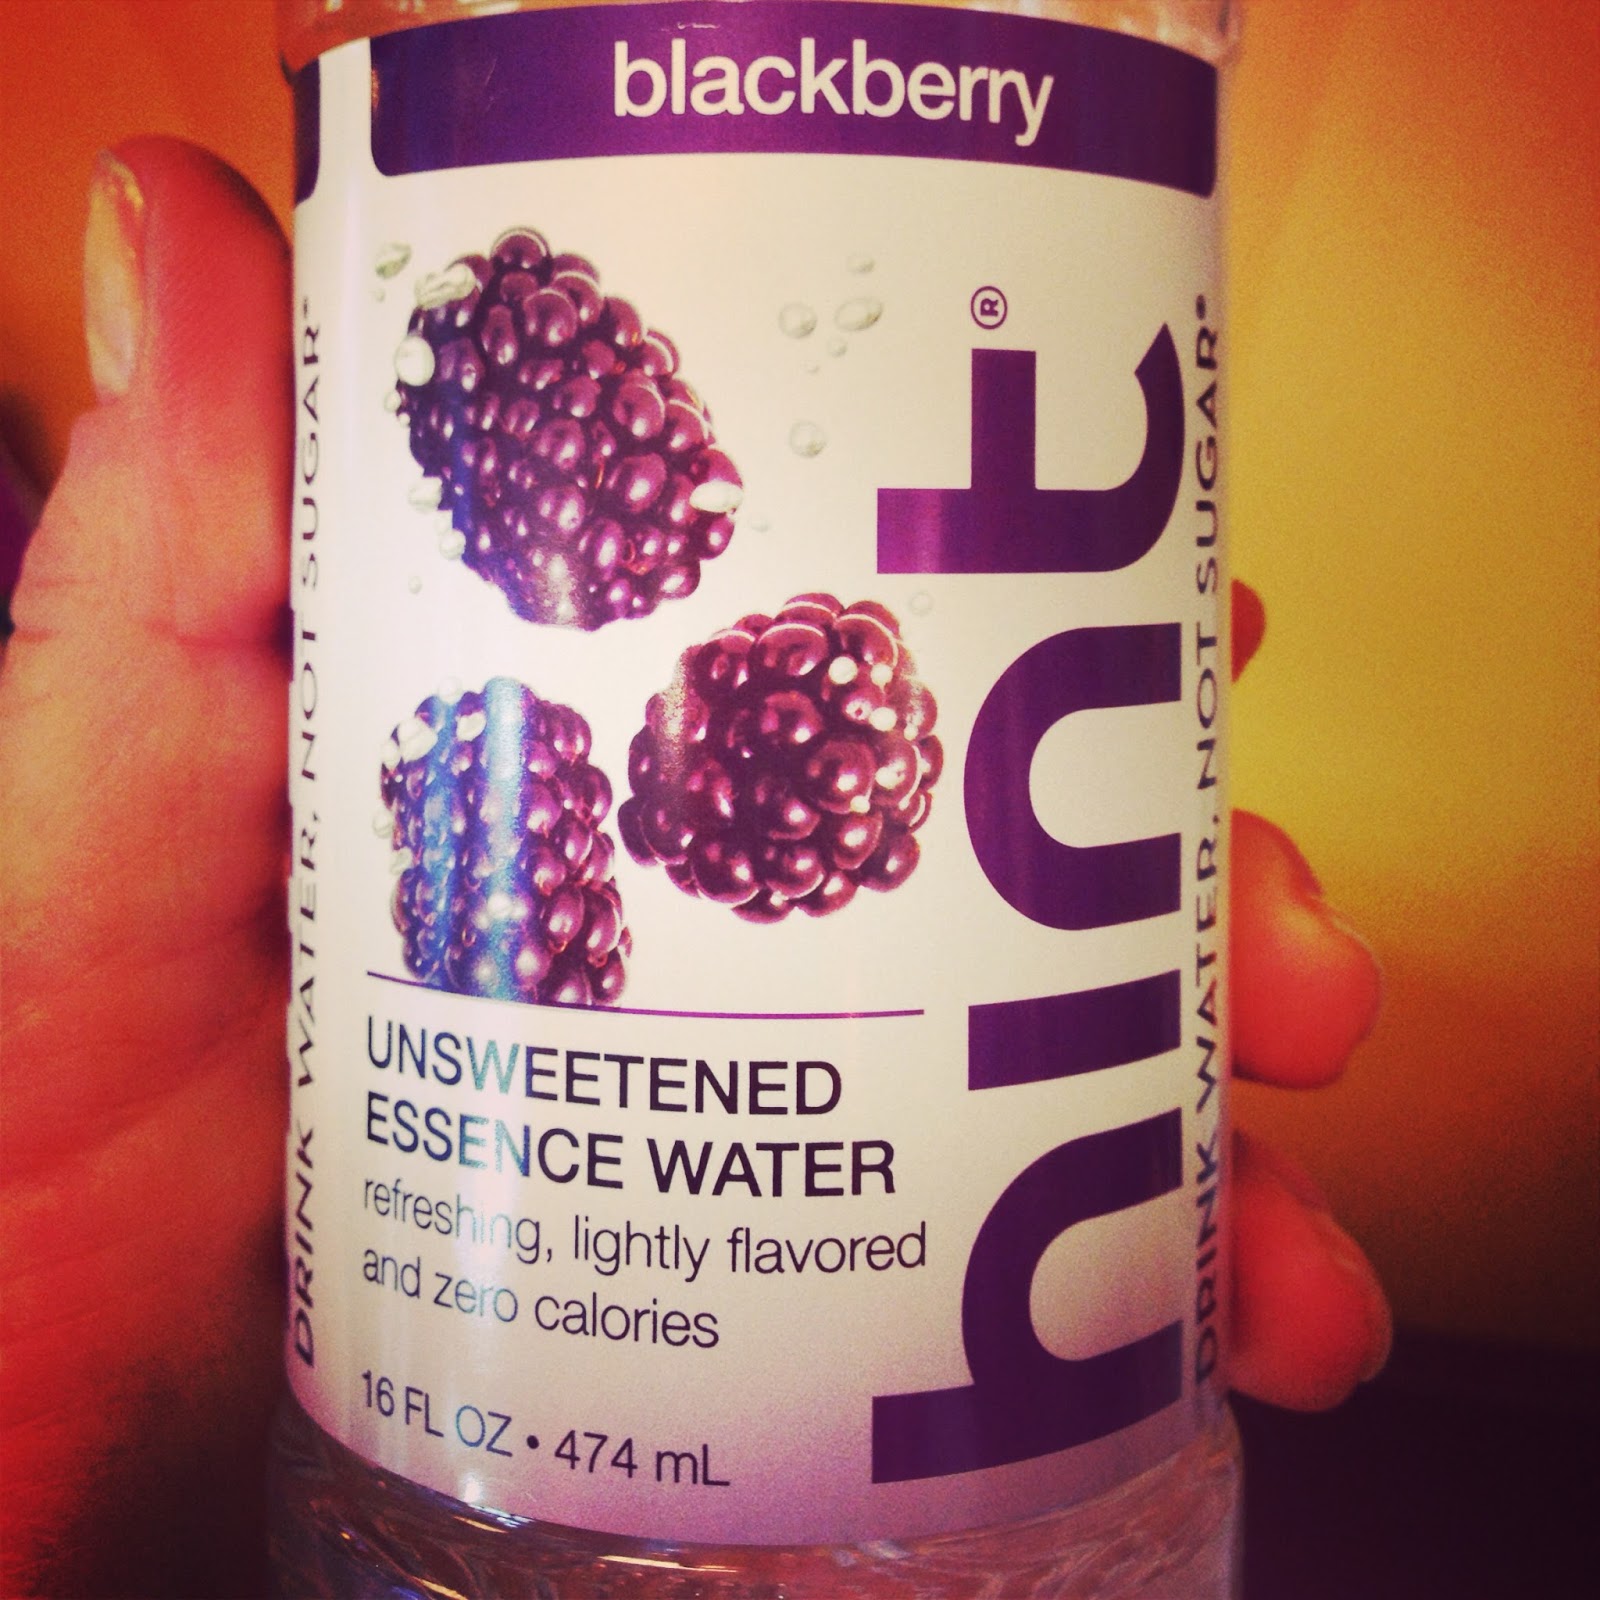 blackberry
hint®
DRINK WATER, NOT SUGAR®
DRINK WATER, NOT SUGAR®
UNSWEETENED
ESSENCE WATER
refreshing, lightly flavored
and zero calories
16 FL OZ • 474 mL